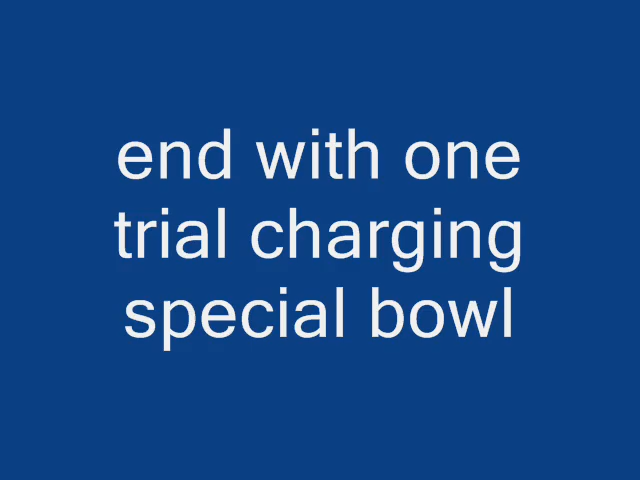 end with one
trial charging
special bowl